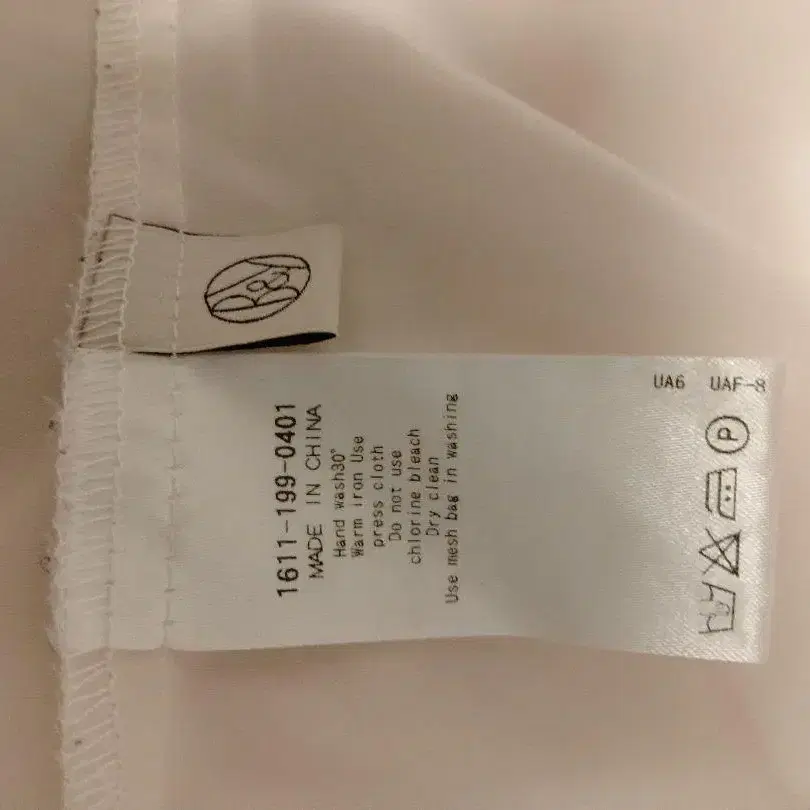 B&Y
1611-199-0401
MADE IN CHINA
Hand wash30°
Warm iron Use
press cloth
Do not use
chlorine bleach
Dry clean
Use mesh bag in washing
UA6 UAF-8
P